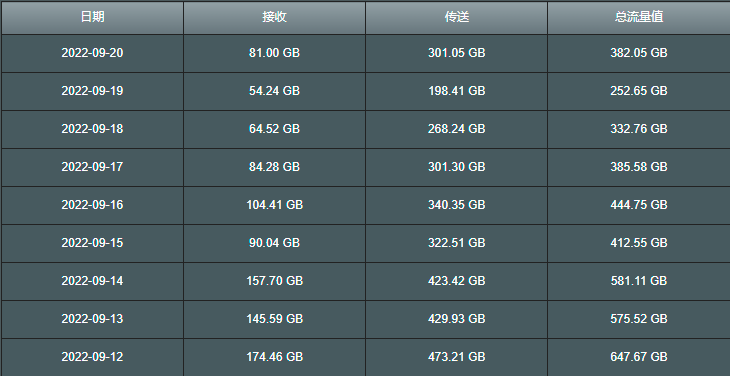 日期 接收 传送 总流量值
2022-09-20 81.00 GB 301.05 GB 382.05 GB
2022-09-19 54.24 GB 198.41 GB 252.65 GB
2022-09-18 64.52 GB 268.24 GB 332.76 GB
2022-09-17 84.28 GB 301.30 GB 385.58 GB
2022-09-16 104.41 GB 340.35 GB 444.75 GB
2022-09-15 90.04 GB 322.51 GB 412.55 GB
2022-09-14 157.70 GB 423.42 GB 581.11 GB
2022-09-13 145.59 GB 429.93 GB 575.52 GB
2022-09-12 174.46 GB 473.21 GB 647.67 GB